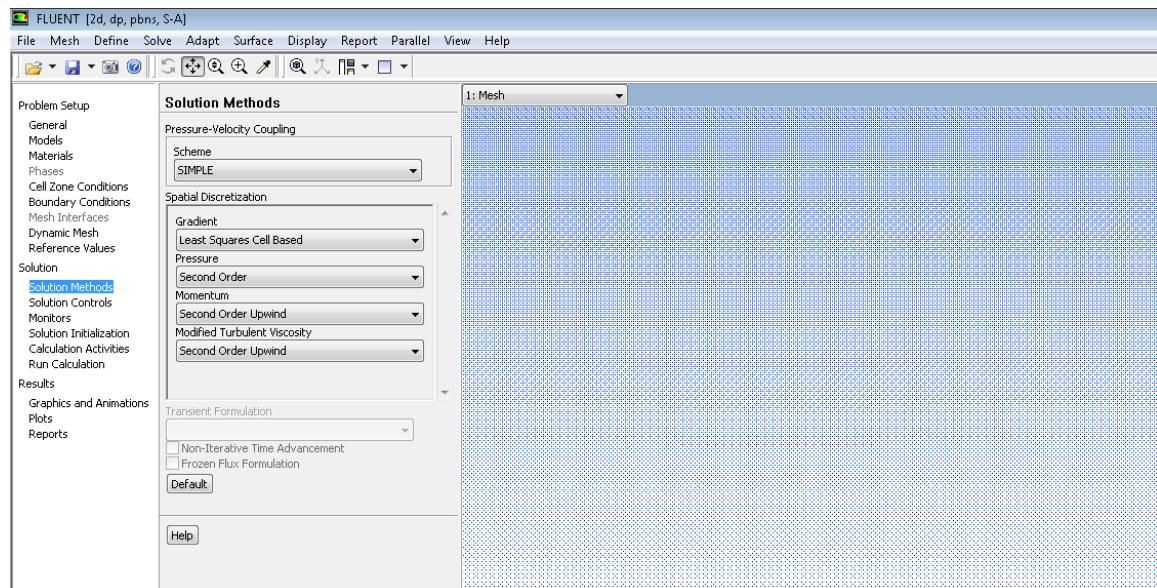 FLUENT [2d, dp, pbns, S-A]
File Mesh Define Solve Adapt Surface Display Report Parallel View Help
Problem Setup
General
Models
Materials
Phases
Cell Zone Conditions
Boundary Conditions
Mesh Interfaces
Dynamic Mesh
Reference Values
Solution
Solution Methods
Solution Controls
Monitors
Solution Initialization
Calculation Activities
Run Calculation
Results
Graphics and Animations
Plots
Reports
Solution Methods
Pressure-Velocity Coupling
Scheme
SIMPLE
Spatial Discretization
Gradient
Least Squares Cell Based
Pressure
Second Order
Momentum
Second Order Upwind
Modified Turbulent Viscosity
Second Order Upwind
Transient Formulation
Non-Iterative Time Advancement
Frozen Flux Formulation
Default
Help
1: Mesh